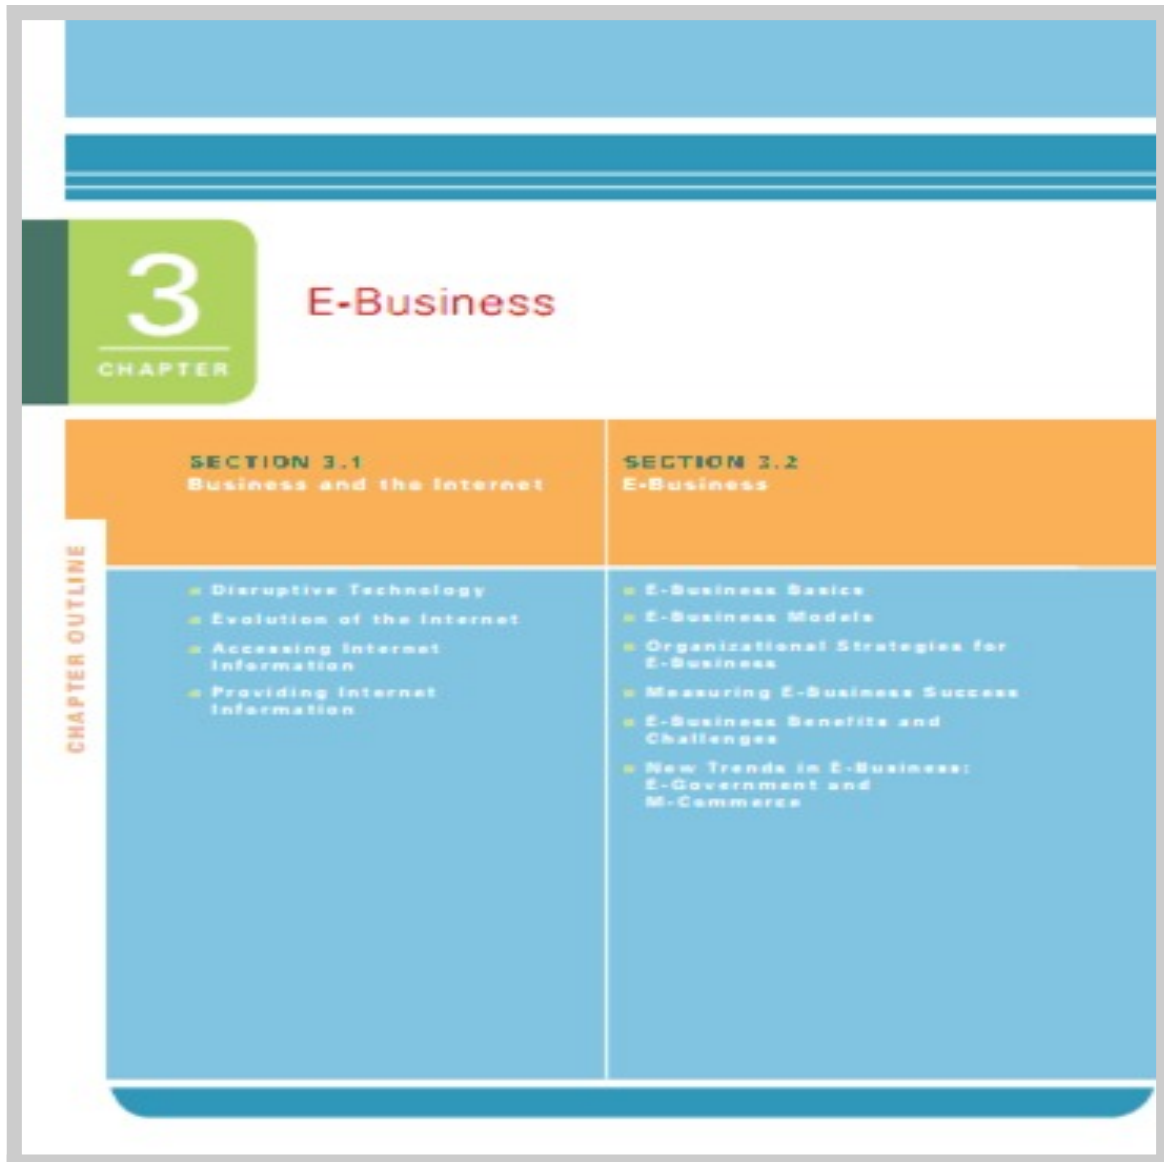 3
CHAPTER
E-Business
CHAPTER OUTLINE
SECTION 3.1
Business and the Internet
Disruptive Technology
Evolution of the Internet
Accessing Internet
Information
Providing Internet
Information
SECTION 3.2
E-Business
E-Business Basics
E-Business Models
Organizational Strategies for
E-Business
Measuring E-Business Success
E-Business Benefits and
Challenges
New Trends in E-Business:
E-Government and
M-Commerce